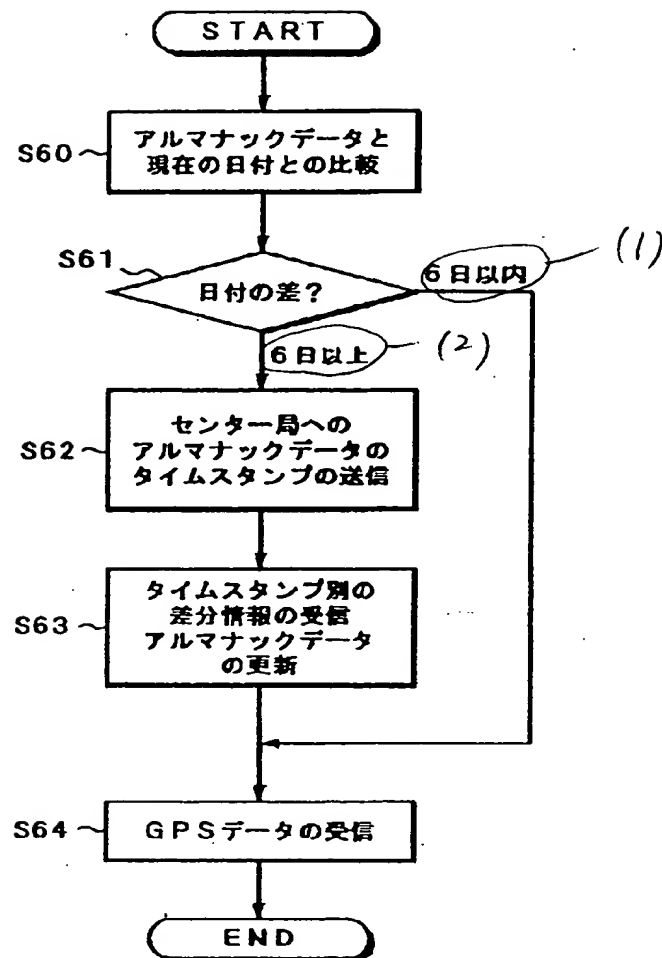 START
S60
アルマナックデータと
現在の日付との比較
S61
日付の差?
6日以内
(1)
6日以上
(2)
S62
センター局への
アルマナックデータの
タイムスタンプの送信
S63
タイムスタンプ別の
差分情報の受信
アルマナックデータ
の更新
S64
GPSデータの受信
END